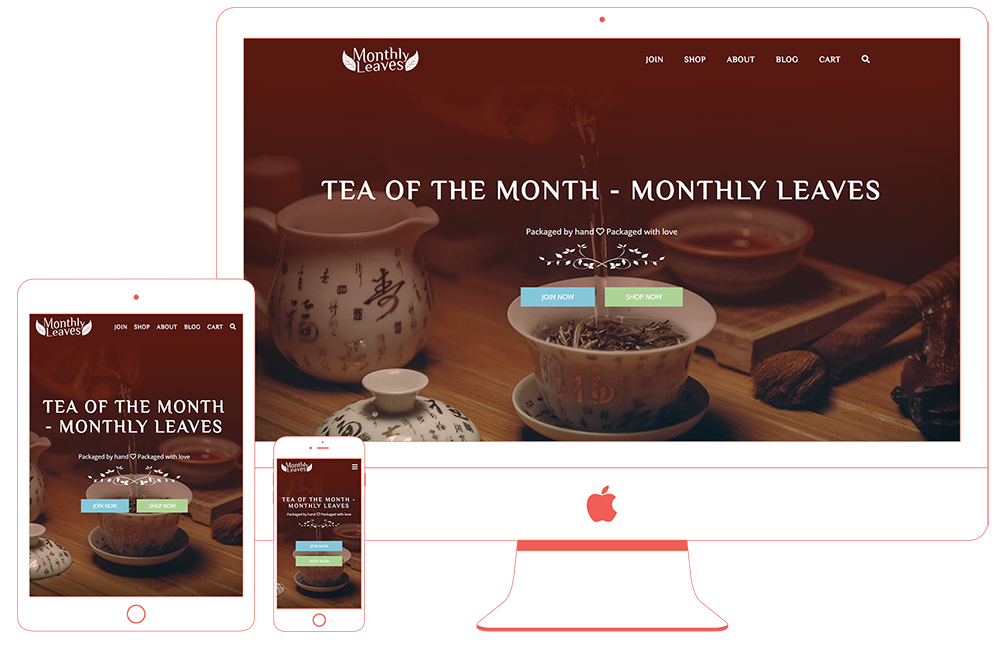 Monthly
Leaves
JOIN SHOP ABOUT BLOG CART
TEA OF THE MONTH - MONTHLY LEAVES
Packaged by hand ♡ Packaged with love
JOIN NOW SHOP NOW
Monthly
Leaves
JOIN SHOP ABOUT BLOG CART
TEA OF THE MONTH
- MONTHLY LEAVES
Packaged by hand ♡ Packaged with love
JOIN NOW SHOP NOW
Monthly
Leaves
TEA OF THE MONTH -
MONTHLY LEAVES
Packaged by hand ♡ Packaged with love
JOIN NOW
SHOP NOW